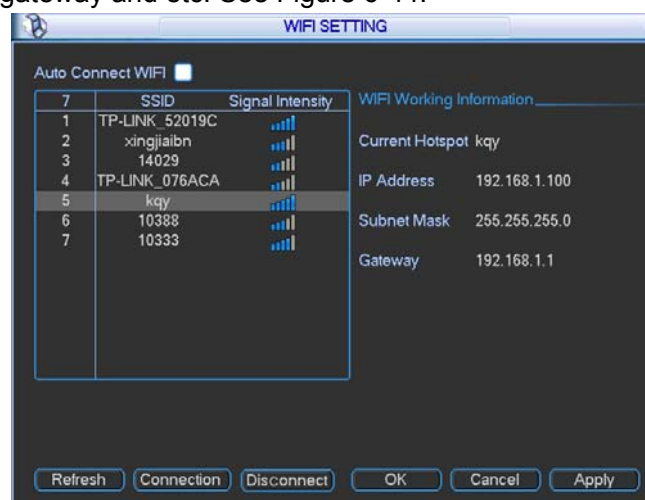 gateway and etc. See Figure
WIFI SETTING
Auto Connect WIFI
7 SSID Signal Intensity
1 TP-LINK_52019C
2 xingjiaibn
3 14029
4 TP-LINK_076ACA
5 kqy
6 10388
7 10333
WIFI Working Information
Current Hotspot kqy
IP Address 192.168.1.100
Subnet Mask 255.255.255.0
Gateway 192.168.1.1
Refresh Connection Disconnect OK Cancel Apply